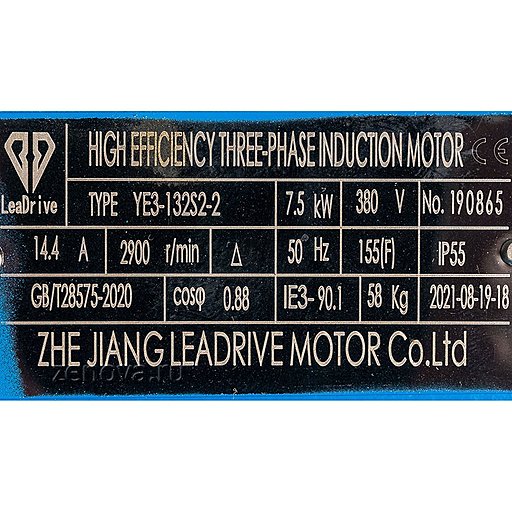 HIGH EFFICIENCY THREE-PHASE INDUCTION MOTOR CE
LeaDrive TYPE YE3-132S2-2 7.5 kW 380 V No. 190865
14.4 A 2900 r/min Δ 50 Hz 155(F) IP55
GB/T28575-2020 cosφ 0.88 IE3-90.1 58 Kg 2021-08-19-18
ZHE JIANG LEADRIVE MOTOR Co.Ltd
zenova.ru